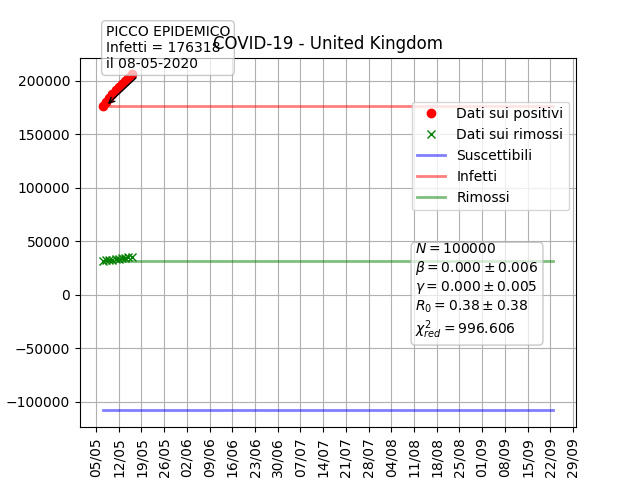 PICCO EPIDEMICO
Infetti = 176318
il 08-05-2020
COVID-19 - United Kingdom
200000
150000
100000
50000
0
−50000
−100000
Dati sui positivi
Dati sui rimossi
Suscettibili
Infetti
Rimossi
N = 100000
β = 0.000 ± 0.006
γ = 0.000 ± 0.005
R₀ = 0.38 ± 0.38
χ²red = 996.606
05/05 12/05 19/05 26/05 02/06 09/06 16/06 23/06 30/06 07/07 14/07 21/07 28/07 04/08 11/08 18/08 25/08 01/09 08/09 15/09 22/09 29/09